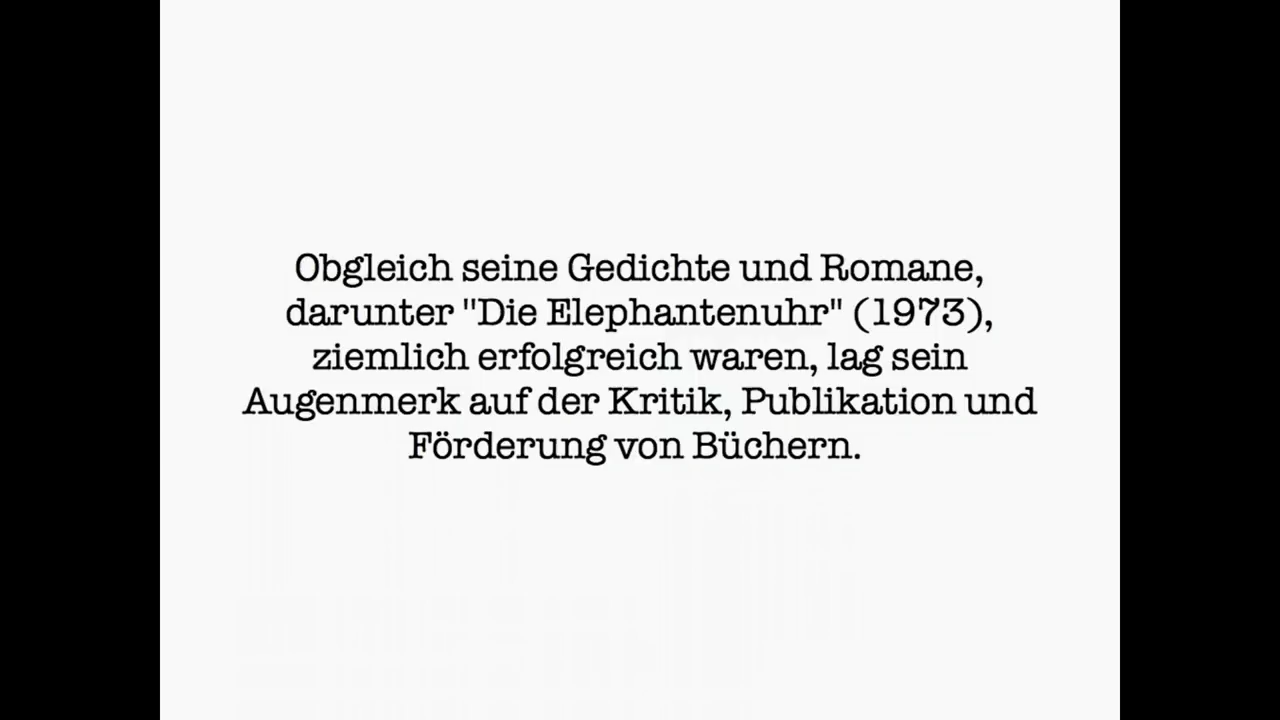 Obgleich seine Gedichte und Romane,
darunter "Die Elephantenuhr" (1973),
ziemlich erfolgreich waren, lag sein
Augenmerk auf der Kritik, Publikation und
Förderung von Büchern.